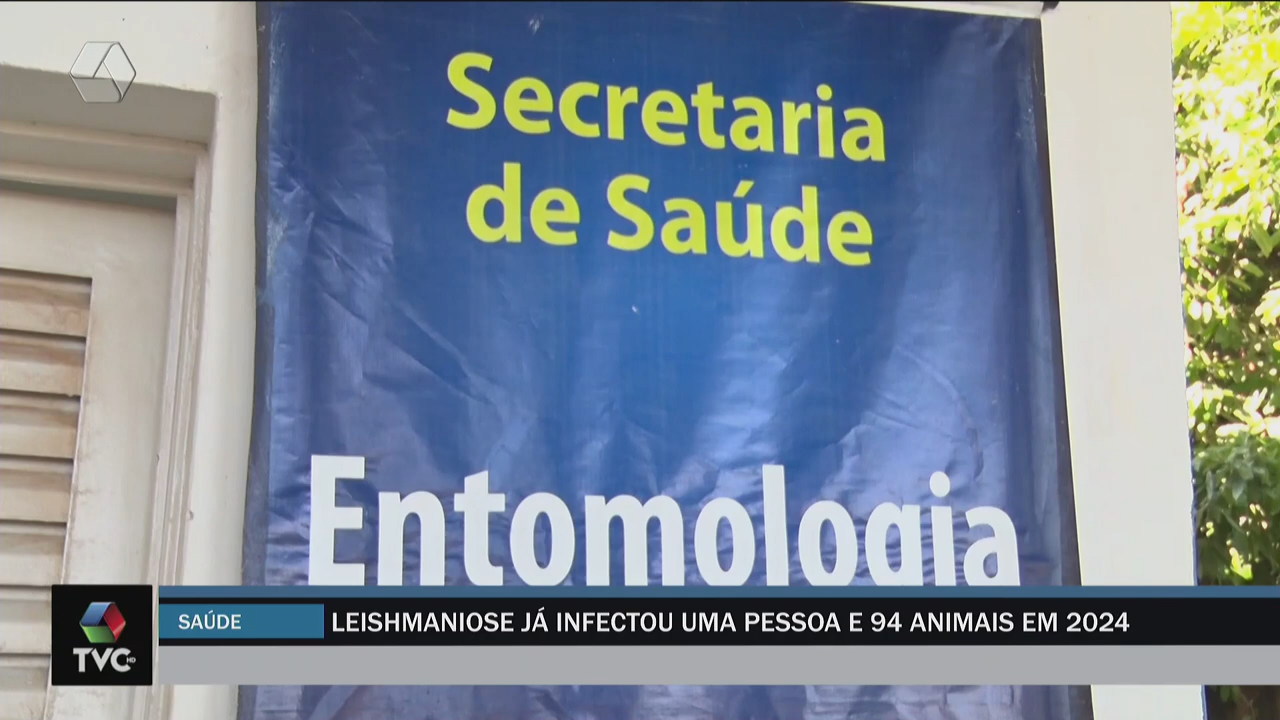 Secretaria
de Saúde
Entomologia
SAÚDE
LEISHMANIOSE JÁ INFECTOU UMA PESSOA E 94 ANIMAIS EM 2024
TVC HD